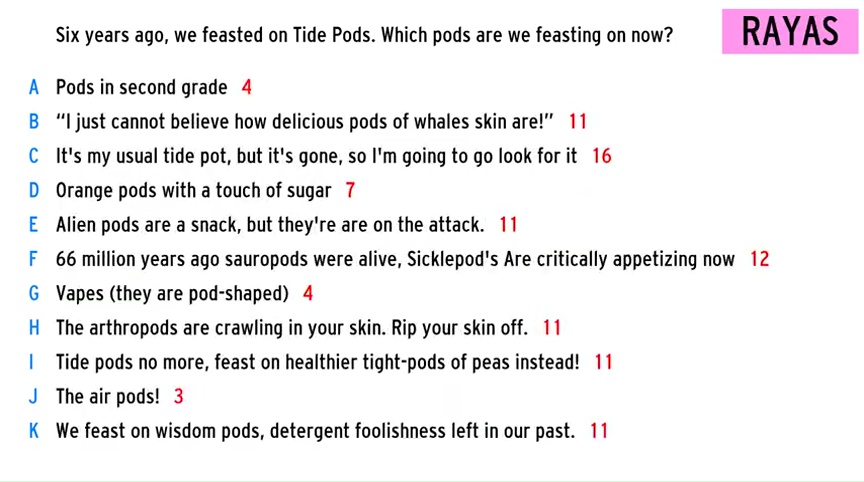 Six years ago, we feasted on Tide Pods. Which pods are we feasting on now?
RAYAS
A Pods in second grade 4
B “I just cannot believe how delicious pods of whales skin are!” 11
C It's my usual tide pot, but it's gone, so I'm going to go look for it 16
D Orange pods with a touch of sugar 7
E Alien pods are a snack, but they're are on the attack. 11
F 66 million years ago sauropods were alive, Sicklepod's Are critically appetizing now 12
G Vapes (they are pod-shaped) 4
H The arthropods are crawling in your skin. Rip your skin off. 11
I Tide pods no more, feast on healthier tight-pods of peas instead! 11
J The air pods! 3
K We feast on wisdom pods, detergent foolishness left in our past. 11